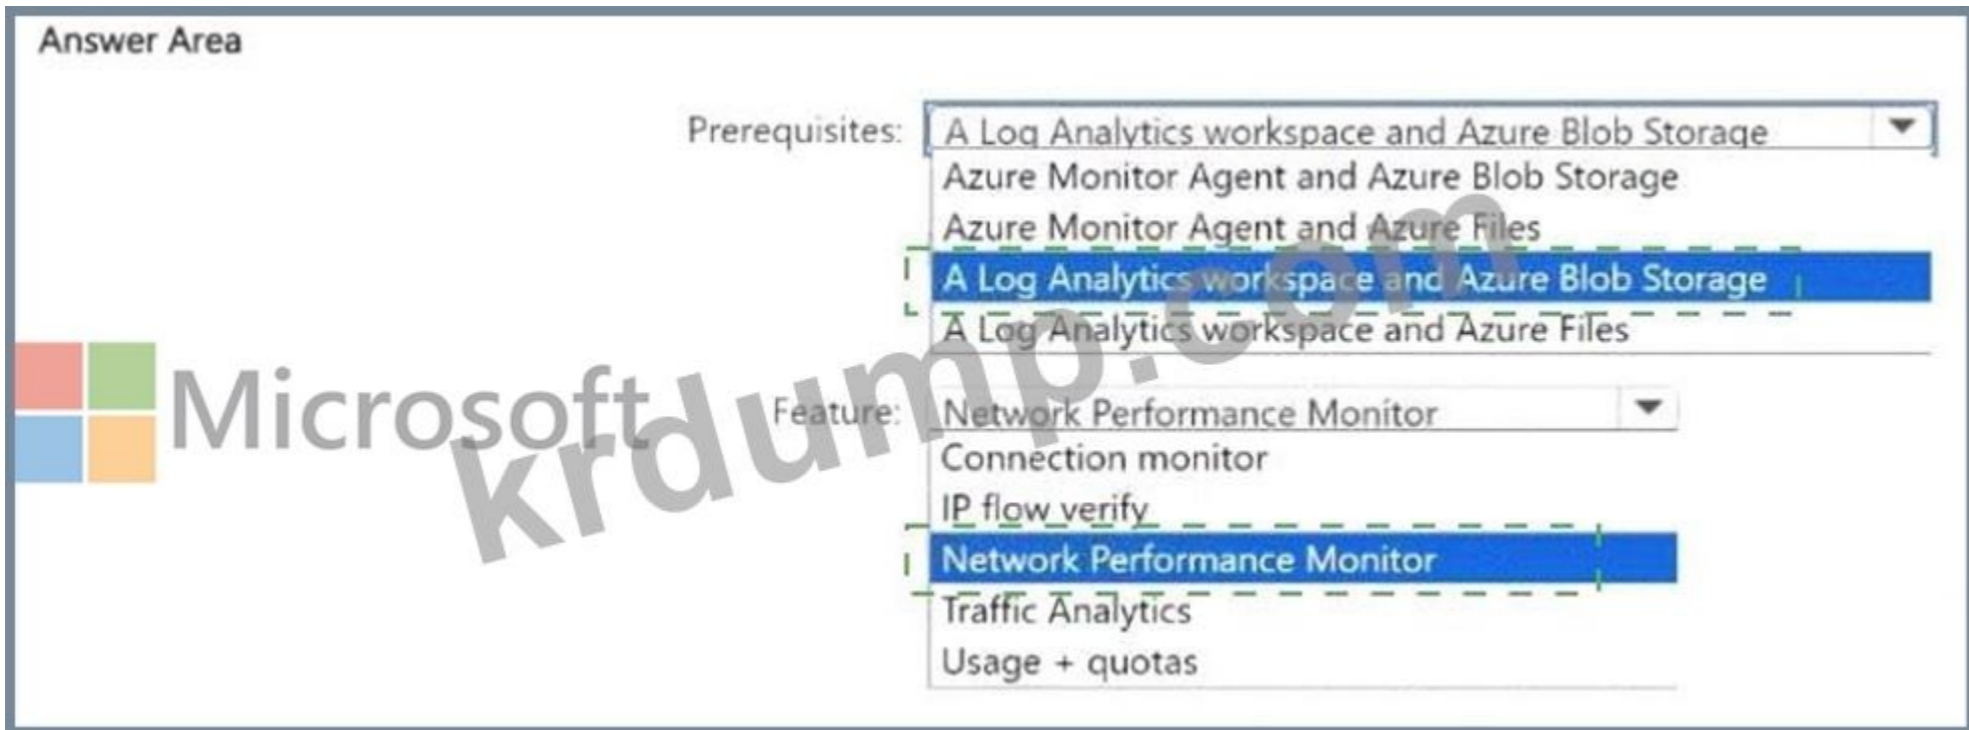 Answer Area
Prerequisites: A Log Analytics workspace and Azure Blob Storage
Azure Monitor Agent and Azure Blob Storage
Azure Monitor Agent and Azure Files
A Log Analytics workspace and Azure Blob Storage
A Log Analytics workspace and Azure Files
Microsoft
krdump.com
Feature: Network Performance Monitor
Connection monitor
IP flow verify
Network Performance Monitor
Traffic Analytics
Usage + quotas